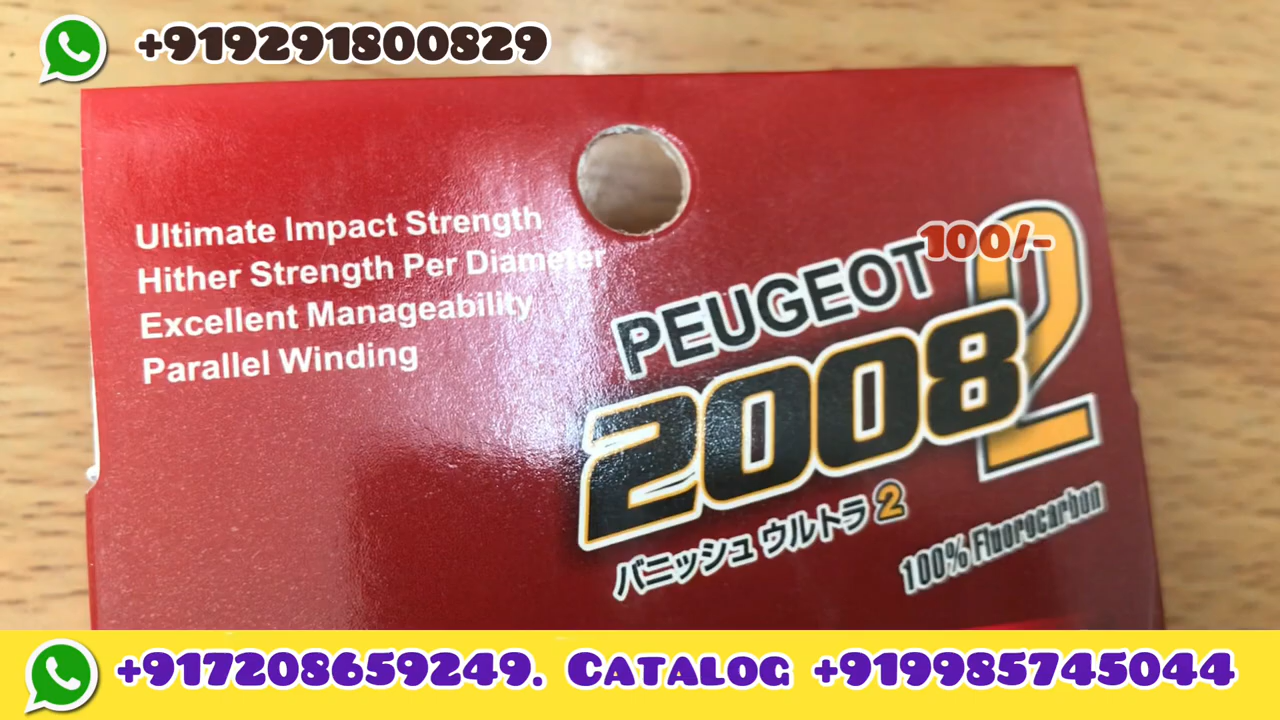 +919291800829
Ultimate Impact Strength
Hither Strength Per Diameter
Excellent Manageability
Parallel Winding
100/-
PEUGEOT
2008 2
バニッシュ ウルトラ 2
100% Fluorocarbon
+917208659249. Catalog +919985745044